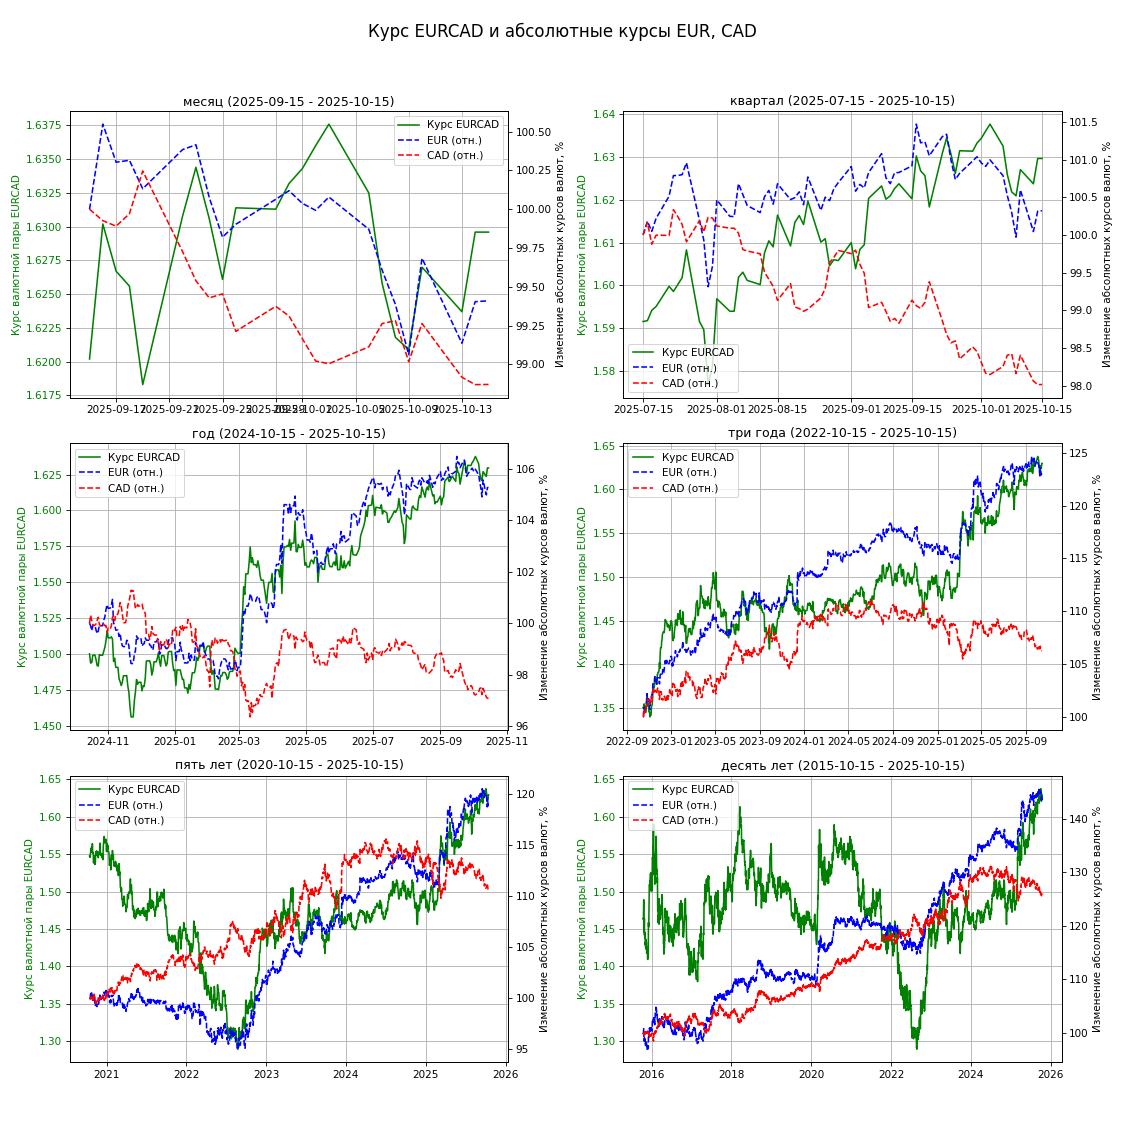 Курс EURCAD и абсолютные курсы EUR, CAD
месяц (2025-09-15 - 2025-10-15)
Курс валютной пары EURCAD
1.6375
1.6350
1.6325
1.6300
1.6275
1.6250
1.6225
1.6200
1.6175
Курс EURCAD
EUR (отн.)
CAD (отн.)
100.50
100.25
100.00
99.75
99.50
99.25
99.00
Изменение абсолютных курсов валют, %
2025-09-17 2025-09-21 2025-09-25 2025-09-29 2025-10-01 2025-10-05 2025-10-09 2025-10-13
квартал (2025-07-15 - 2025-10-15)
Курс валютной пары EURCAD
1.64
1.63
1.62
1.61
1.60
1.59
1.58
Курс EURCAD
EUR (отн.)
CAD (отн.)
101.5
101.0
100.5
100.0
99.5
99.0
98.5
98.0
Изменение абсолютных курсов валют, %
2025-07-15 2025-08-01 2025-08-15 2025-09-01 2025-09-15 2025-10-01 2025-10-15
год (2024-10-15 - 2025-10-15)
Курс валютной пары EURCAD
1.625
1.600
1.575
1.550
1.525
1.500
1.475
1.450
Курс EURCAD
EUR (отн.)
CAD (отн.)
106
104
102
100
98
96
Изменение абсолютных курсов валют, %
2024-11 2025-01 2025-03 2025-05 2025-07 2025-09 2025-11
три года (2022-10-15 - 2025-10-15)
Курс валютной пары EURCAD
1.65
1.60
1.55
1.50
1.45
1.40
1.35
Курс EURCAD
EUR (отн.)
CAD (отн.)
125
120
115
110
105
100
Изменение абсолютных курсов валют, %
2022-09 2023-01 2023-05 2023-09 2024-01 2024-05 2024-09 2025-01 2025-05 2025-09
пять лет (2020-10-15 - 2025-10-15)
Курс валютной пары EURCAD
1.65
1.60
1.55
1.50
1.45
1.40
1.35
1.30
Курс EURCAD
EUR (отн.)
CAD (отн.)
120
115
110
105
100
95
Изменение абсолютных курсов валют, %
2021 2022 2023 2024 2025 2026
десять лет (2015-10-15 - 2025-10-15)
Курс валютной пары EURCAD
1.65
1.60
1.55
1.50
1.45
1.40
1.35
1.30
Курс EURCAD
EUR (отн.)
CAD (отн.)
140
130
120
110
100
Изменение абсолютных курсов валют, %
2016 2018 2020 2022 2024 2026